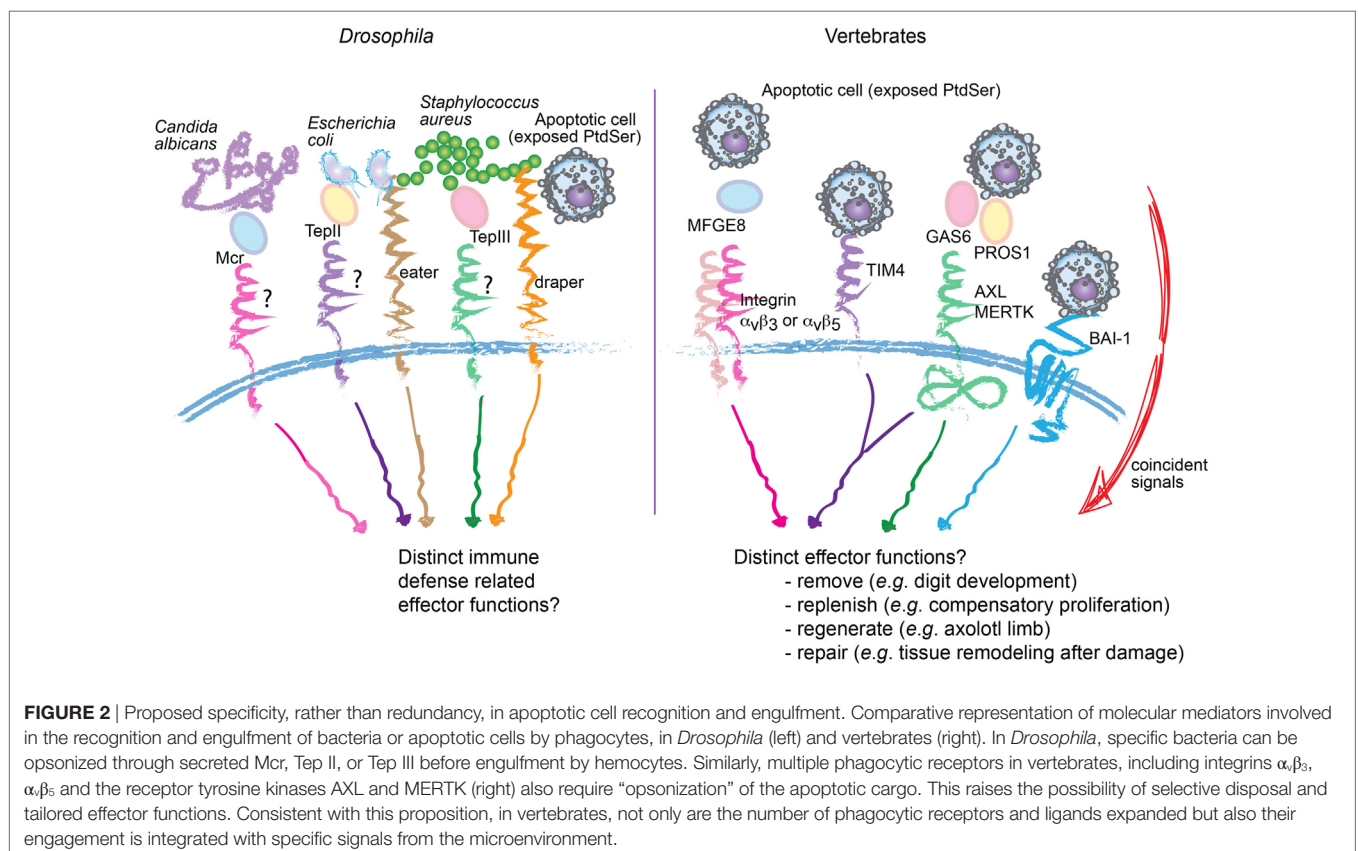 Drosophila
Vertebrates
Candida
albicans
Escherichia
coli
Staphylococcus
aureus
Apoptotic cell
(exposed PtdSer)
Mcr
?
TepII
?
eater
TepIII
?
draper
Apoptotic cell (exposed PtdSer)
MFGE8
Integrin
αvβ3 or αvβ5
TIM4
GAS6
PROS1
AXL
MERTK
BAI-1
coincident
signals
Distinct immune
defense related
effector functions?
Distinct effector functions?
- remove (e.g. digit development)
- replenish (e.g. compensatory proliferation)
- regenerate (e.g. axolotl limb)
- repair (e.g. tissue remodeling after damage)
FIGURE 2 | Proposed specificity, rather than redundancy, in apoptotic cell recognition and engulfment. Comparative representation of molecular mediators involved
in the recognition and engulfment of bacteria or apoptotic cells by phagocytes, in Drosophila (left) and vertebrates (right). In Drosophila, specific bacteria can be
opsonized through secreted Mcr, Tep II, or Tep III before engulfment by hemocytes. Similarly, multiple phagocytic receptors in vertebrates, including integrins αvβ3,
αvβ5 and the receptor tyrosine kinases AXL and MERTK (right) also require “opsonization” of the apoptotic cargo. This raises the possibility of selective disposal and
tailored effector functions. Consistent with this proposition, in vertebrates, not only are the number of phagocytic receptors and ligands expanded but also their
engagement is integrated with specific signals from the microenvironment.